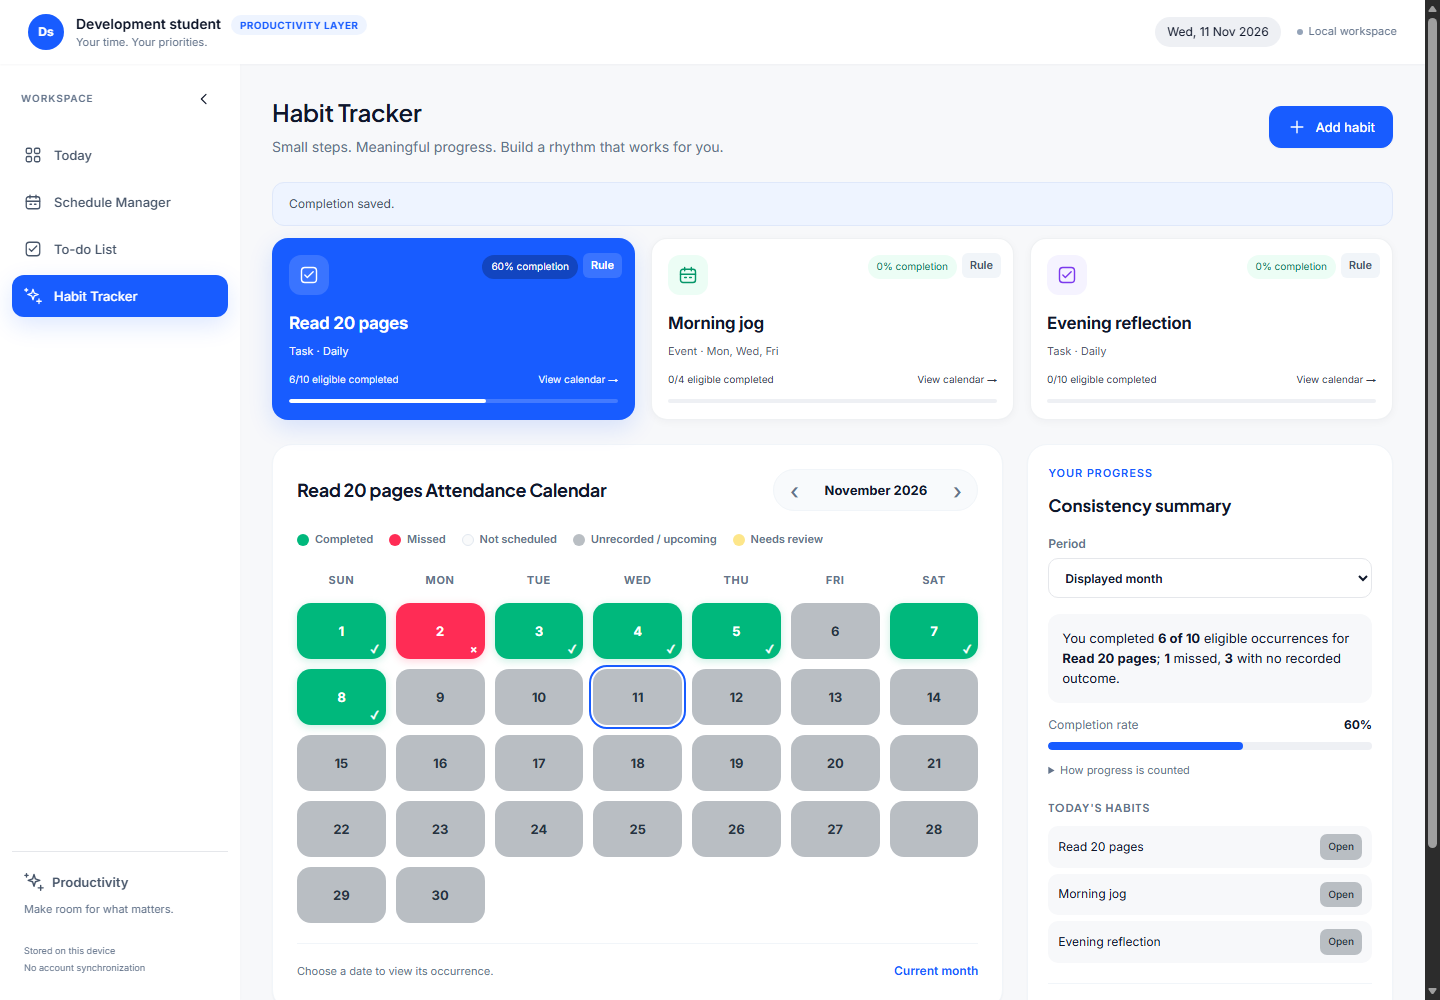 Ds
Development student
PRODUCTIVITY LAYER
Your time. Your priorities.
Wed, 11 Nov 2026
Local workspace
WORKSPACE
Today
Schedule Manager
To-do List
Habit Tracker
Productivity
Make room for what matters.
Stored on this device
No account synchronization
Habit Tracker
Small steps. Meaningful progress. Build a rhythm that works for you.
Add habit
Completion saved.
60% completion
Rule
Read 20 pages
Task · Daily
6/10 eligible completed
View calendar →
0% completion
Rule
Morning jog
Event · Mon, Wed, Fri
0/4 eligible completed
View calendar →
0% completion
Rule
Evening reflection
Task · Daily
0/10 eligible completed
View calendar →
Read 20 pages Attendance Calendar
November 2026
Completed Missed Not scheduled Unrecorded / upcoming Needs review
SUN MON TUE WED THU FRI SAT
1 2 3 4 5 6 7
8 9 10 11 12 13 14
15 16 17 18 19 20 21
22 23 24 25 26 27 28
29 30
Choose a date to view its occurrence.
Current month
YOUR PROGRESS
Consistency summary
Period
Displayed month
You completed 6 of 10 eligible occurrences for
Read 20 pages; 1 missed, 3 with no recorded
outcome.
Completion rate 60%
How progress is counted
TODAY'S HABITS
Read 20 pages Open
Morning jog Open
Evening reflection Open